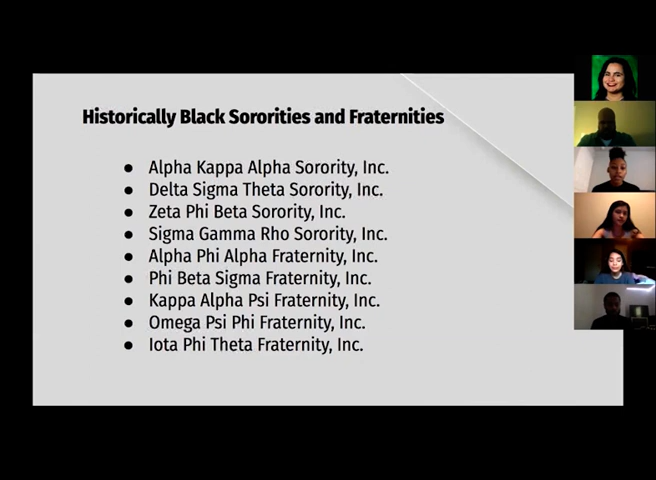 Historically Black Sororities and Fraternities
● Alpha Kappa Alpha Sorority, Inc.
● Delta Sigma Theta Sorority, Inc.
● Zeta Phi Beta Sorority, Inc.
● Sigma Gamma Rho Sorority, Inc.
● Alpha Phi Alpha Fraternity, Inc.
● Phi Beta Sigma Fraternity, Inc.
● Kappa Alpha Psi Fraternity, Inc.
● Omega Psi Phi Fraternity, Inc.
● Iota Phi Theta Fraternity, Inc.